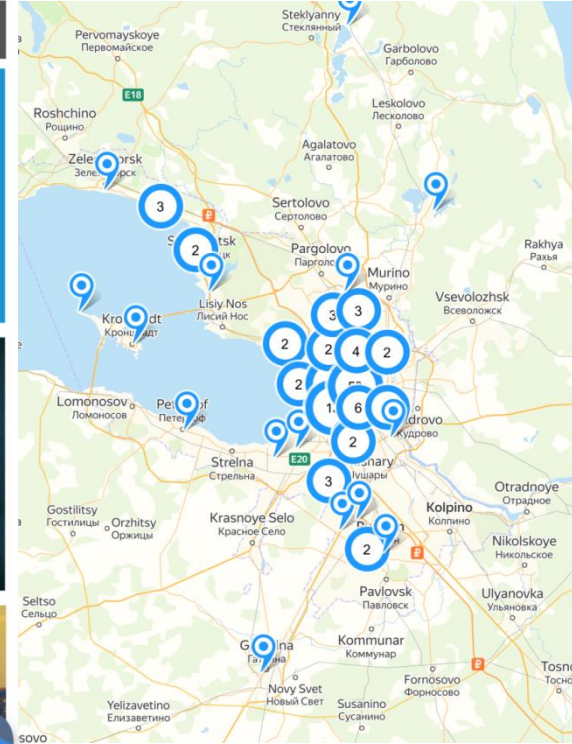 Steklyanny
Стеклянный
Pervomayskoye
Первомайское
Garbolovo
Гарболово
E18
Leskolovo
Лесколово
Roshchino
Рощино
Agalatovo
Агалатово
3
Sertolovo
Сертолово
₽
2
Pargolovo
Rakhya
Рахья
Murino
Мурино
Vsevolozhsk
Всеволожск
Lisiy Nos
Лисий Нос
3
3
2
2
4
2
2
Lomonosov
Ломоносов
6
Кудрово
2
E20
Strelna
Стрельна
3
Otradnoye
Отрадное
Gostilitsy
Гостилицы
Orzhitsy
Оржицы
Krasnoye Selo
Красное Село
Kolpino
Колпино
2
₽
Nikolskoye
Никольское
Pavlovsk
Павловск
Seltso
Сельцо
Ulyanovka
Ульяновка
Kommunar
Коммунар
₽
Fornosovo
Форносово
Novy Svet
Новый Свет
Yelizavetino
Елизаветино
Susanino
Сусанино
sovo